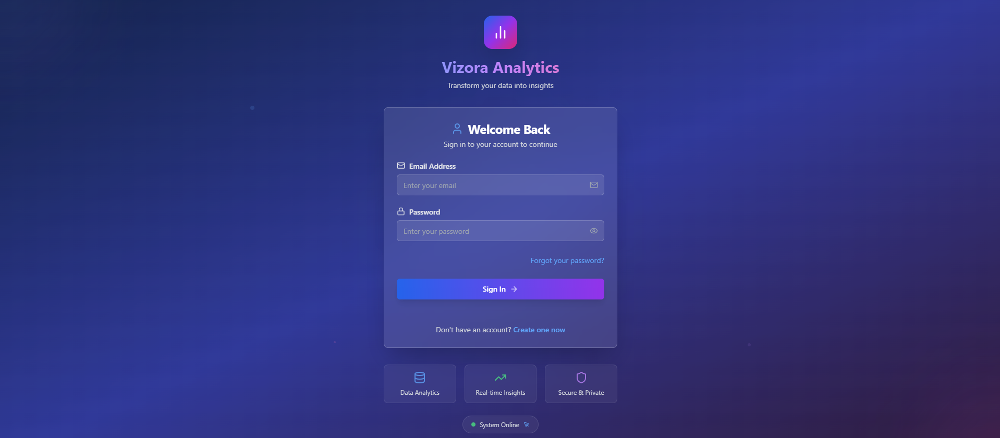 Vizora Analytics
Transform your data into insights
Welcome Back
Sign in to your account to continue
Email Address
Enter your email
Password
Enter your password
Forgot your password?
Sign In
Don't have an account? Create one now
Data Analytics
Real-time Insights
Secure & Private
System Online